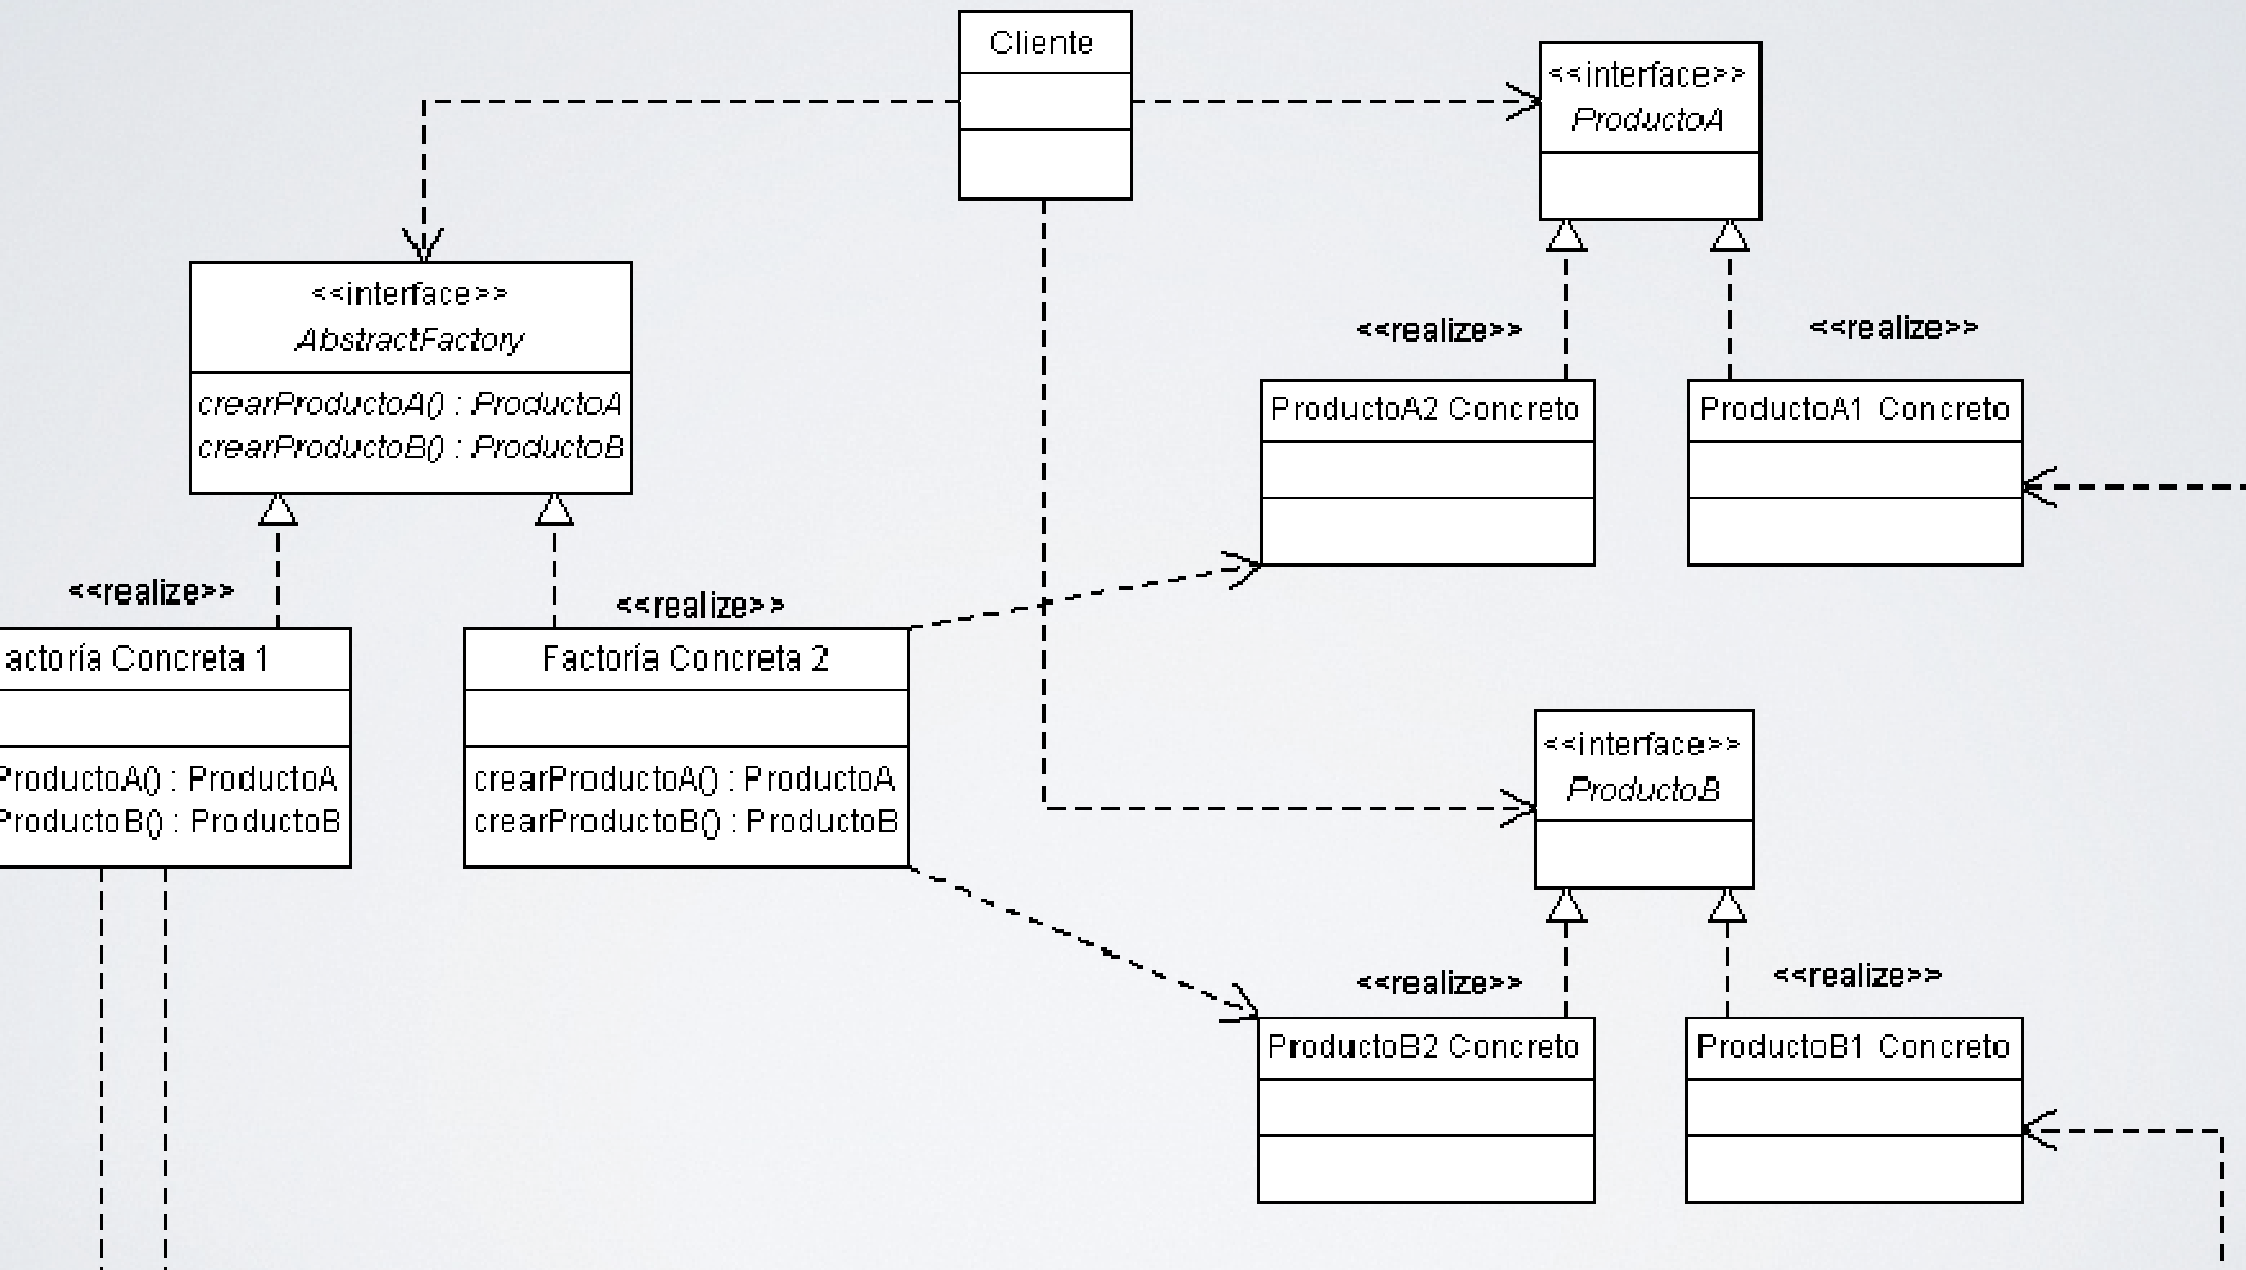 Cliente
<<interface>>
ProductoA
<<interface>>
AbstractFactory
crearProductoA() : ProductoA
crearProductoB() : ProductoB
<<realize>>
<<realize>>
ProductoA2 Concreto
ProductoA1 Concreto
<<realize>>
<<realize>>
actoría Concreta 1
ProductoA() : ProductoA
ProductoB() : ProductoB
Factoría Concreta 2
crearProductoA() : ProductoA
crearProductoB() : ProductoB
<<interface>>
ProductoB
<<realize>>
<<realize>>
ProductoB2 Concreto
ProductoB1 Concreto